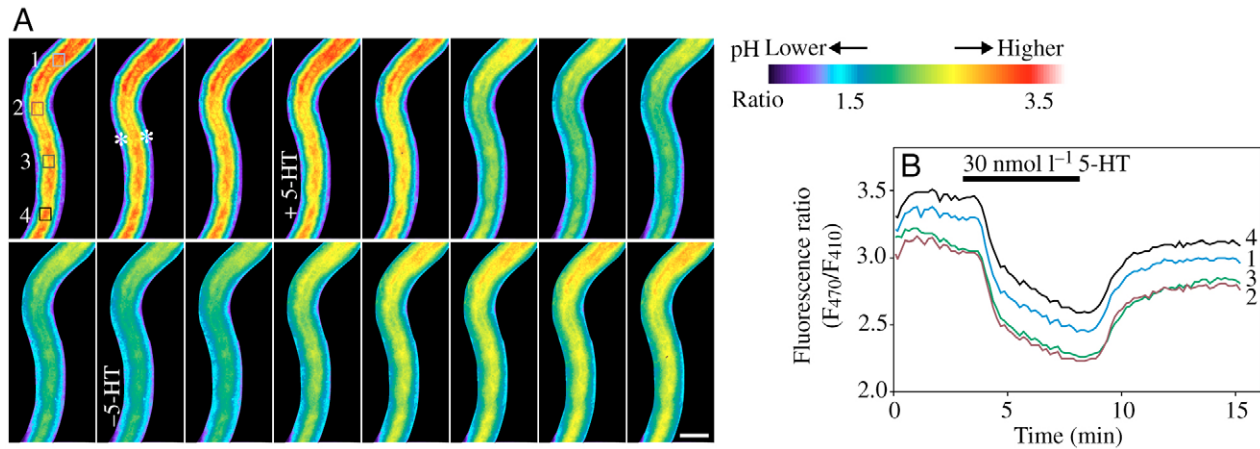 A
1
2
3
4
* *
+ 5-HT
–5-HT
pH Lower ← → Higher
Ratio 1.5 3.5
B
30 nmol l⁻¹ 5-HT
Fluorescence ratio
(F₄₇₀/F₄₁₀)
3.5
3.0
2.5
2.0
4
1
3
2
0 5 10 15
Time (min)